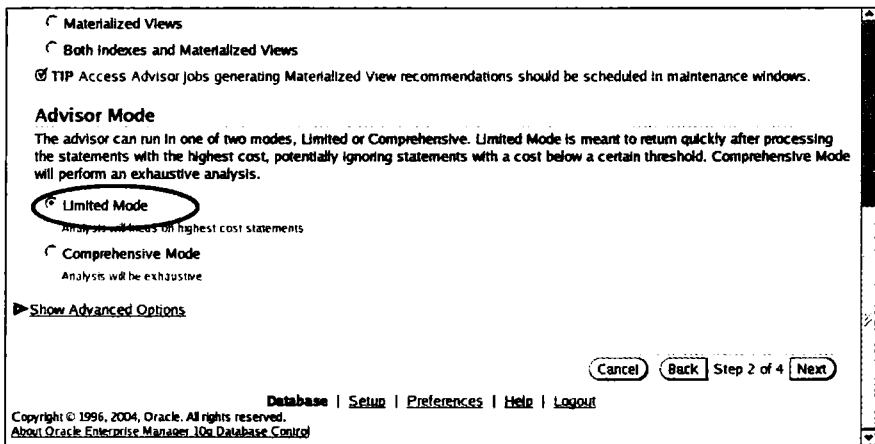 Materialized Views
Both Indexes and Materialized Views
TIP Access Advisor jobs generating Materialized View recommendations should be scheduled in maintenance windows.
Advisor Mode
The advisor can run in one of two modes, Limited or Comprehensive. Limited Mode is meant to return quickly after processing
the statements with the highest cost, potentially ignoring statements with a cost below a certain threshold. Comprehensive Mode
will perform an exhaustive analysis.
Limited Mode
Analysis will focus on highest cost statements
Comprehensive Mode
Analysis will be exhaustive
Show Advanced Options
Cancel Back Step 2 of 4 Next
Database | Setup | Preferences | Help | Logout
Copyright © 1996, 2004, Oracle. All rights reserved.
About Oracle Enterprise Manager 10g Database Control